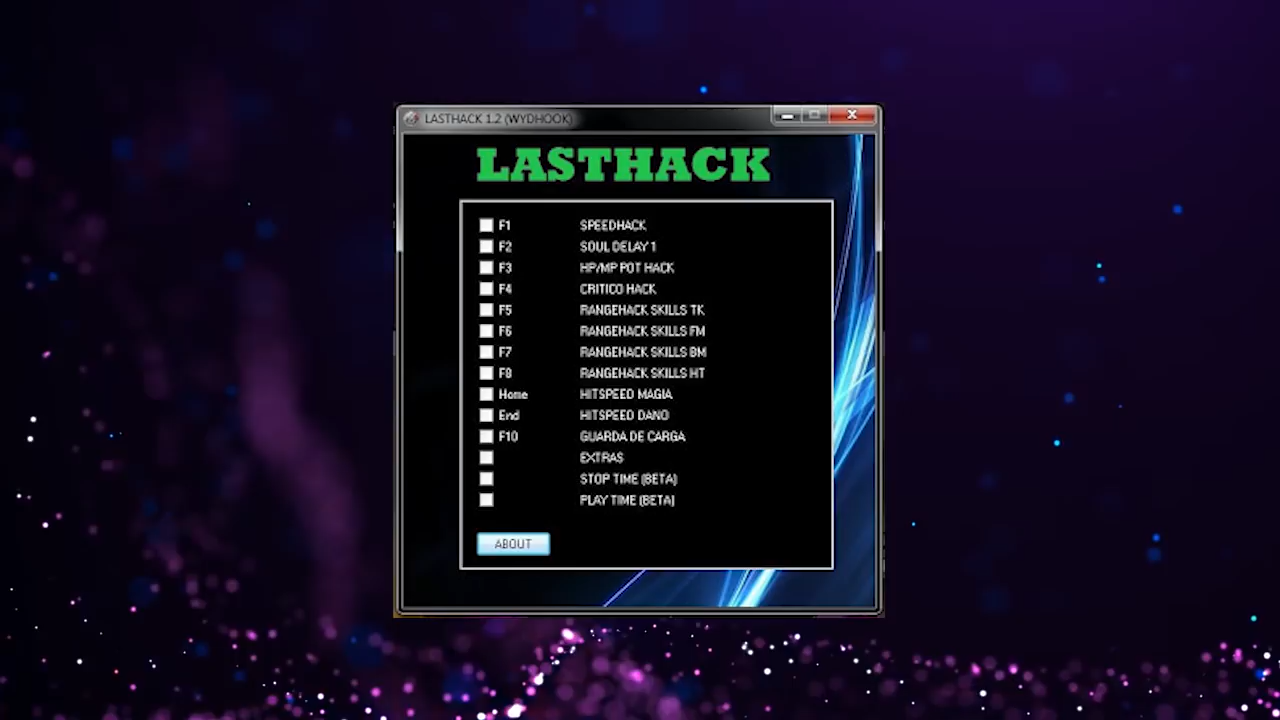 LASTHACK 1.2 (WYDHOOK)
LASTHACK
F1 SPEEDHACK
F2 SOUL DELAY 1
F3 HP/MP POT HACK
F4 CRITICO HACK
F5 RANGEHACK SKILLS TK
F6 RANGEHACK SKILLS FM
F7 RANGEHACK SKILLS BM
F8 RANGEHACK SKILLS HT
Home HITSPEED MAGIA
End HITSPEED DANO
F10 GUARDA DE CARGA
EXTRAS
STOP TIME (BETA)
PLAY TIME (BETA)
ABOUT